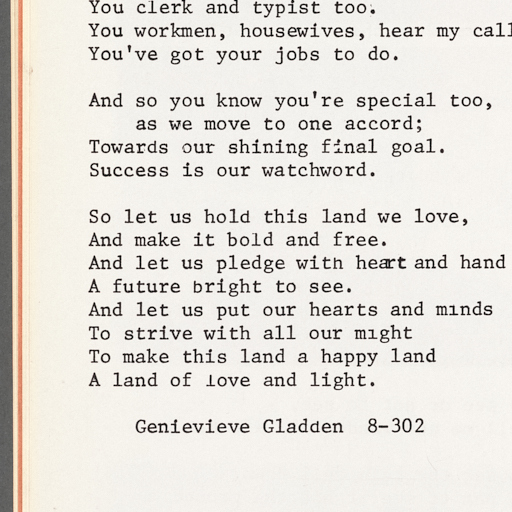 You clerk and typist too.
You workmen, housewives, hear my call
You've got your jobs to do.
And so you know you're special too,
as we move to one accord;
Towards our shining final goal.
Success is our watchword.
So let us hold this land we love,
And make it bold and free.
And let us pledge with heart and hand
A future bright to see.
And let us put our hearts and minds
To strive with all our might
To make this land a happy land
A land of love and light.
Genievieve Gladden 8-302